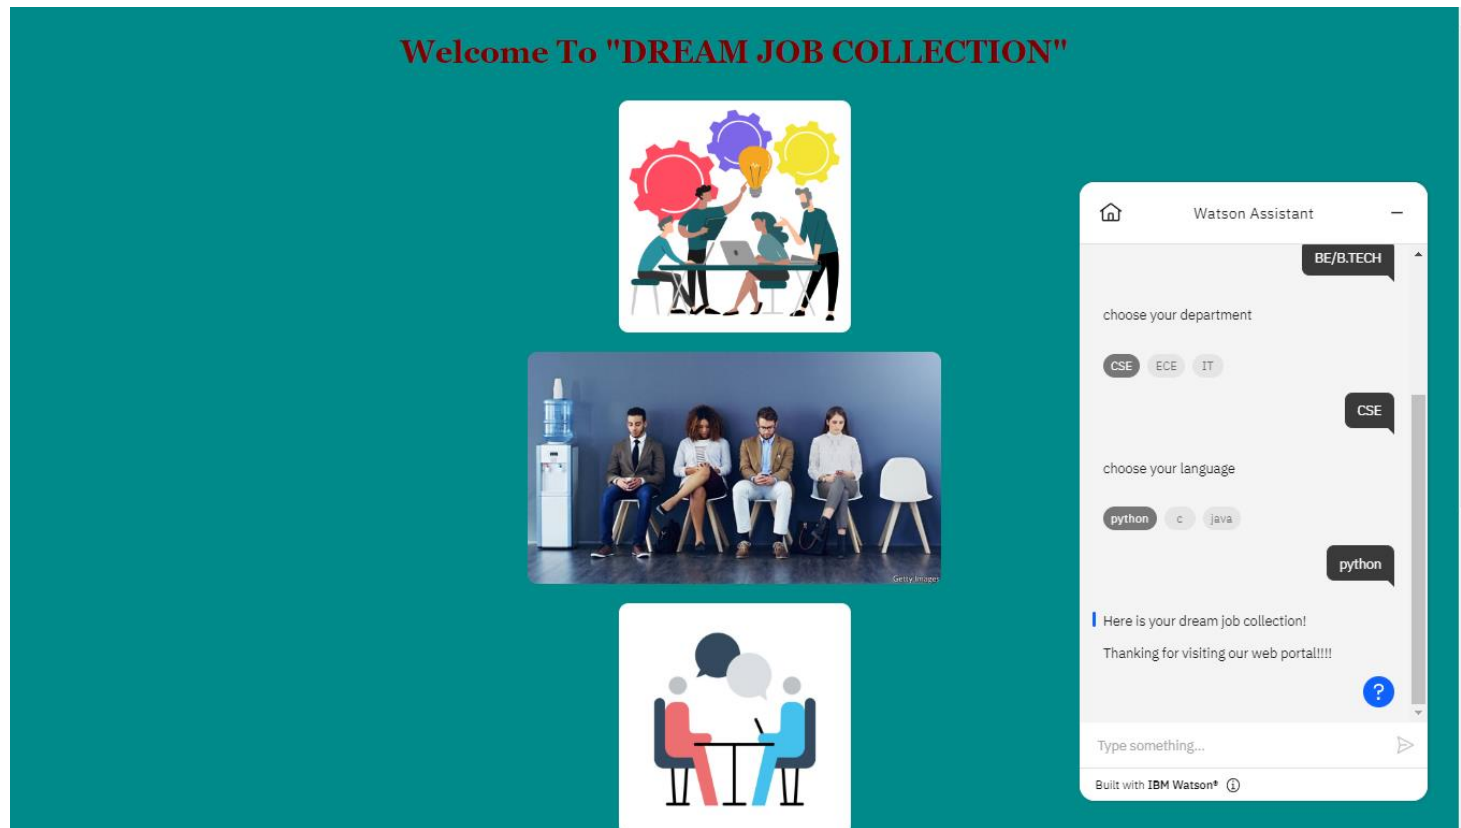 Welcome To "DREAM JOB COLLECTION"
Getty Images
Watson Assistant
BE/B.TECH
choose your department
CSE ECE IT
CSE
choose your language
python c java
python
Here is your dream job collection!
Thanking for visiting our web portal!!!!
?
Type something...
Built with IBM Watson®